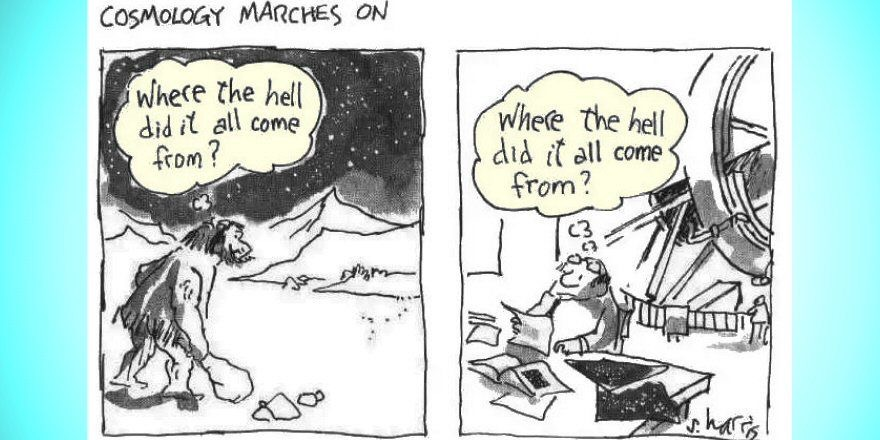 COSMOLOGY MARCHES ON
Where the hell
did it all come
from?
Where the hell
did it all come
from?
s. harris